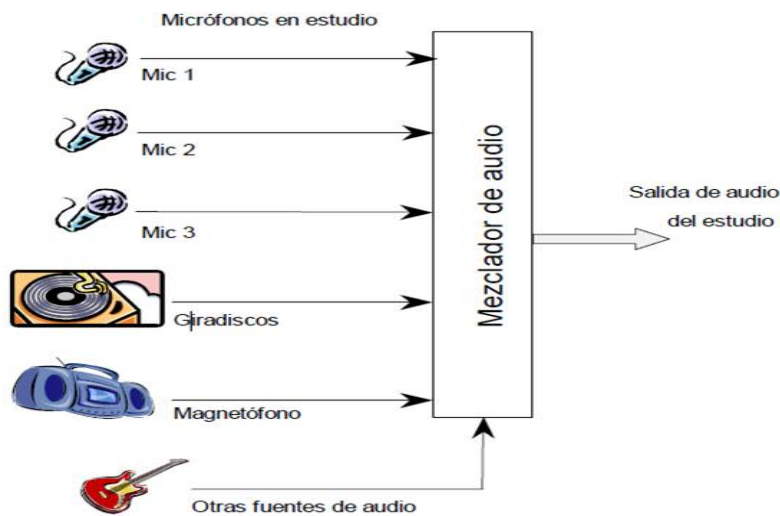 Micrófonos en estudio
Mic 1
Mic 2
Mic 3
Giradiscos
Magnetófono
Otras fuentes de audio
Mezclador de audio
Salida de audio
del estudio